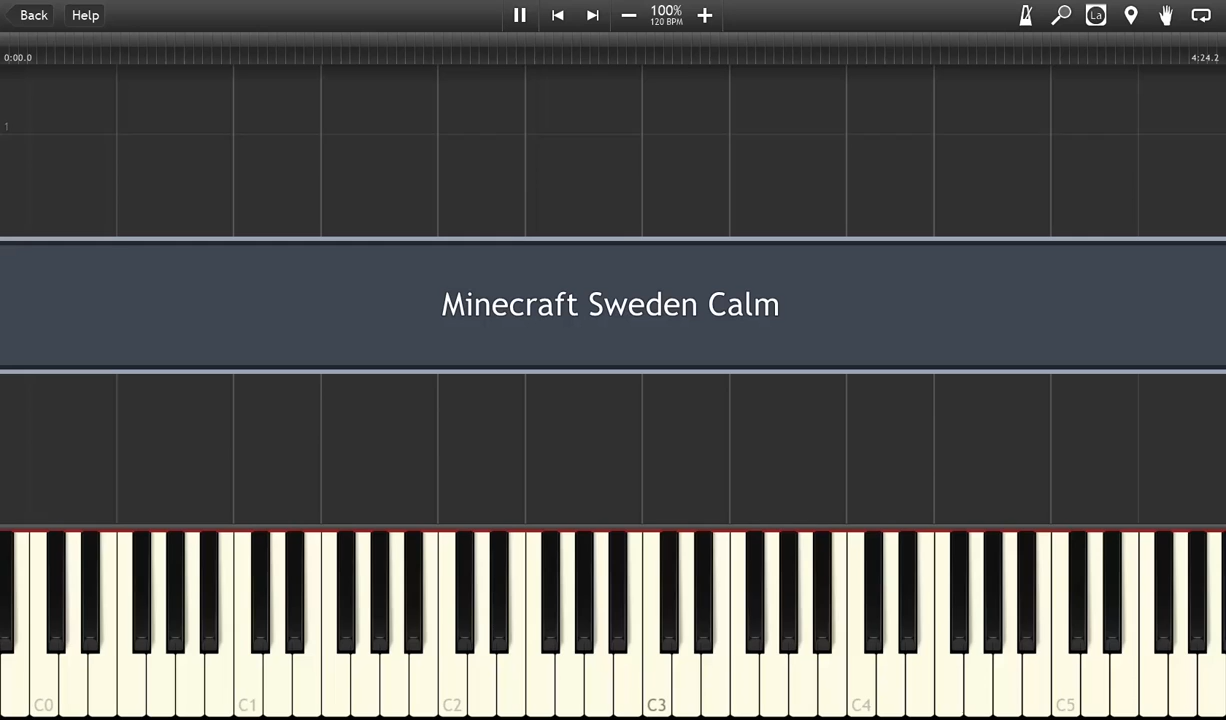 Back Help 100% La
120 BPM
0:00.0 4:24.2
1
Minecraft Sweden Calm
C0 C1 C2 C3 C4 C5